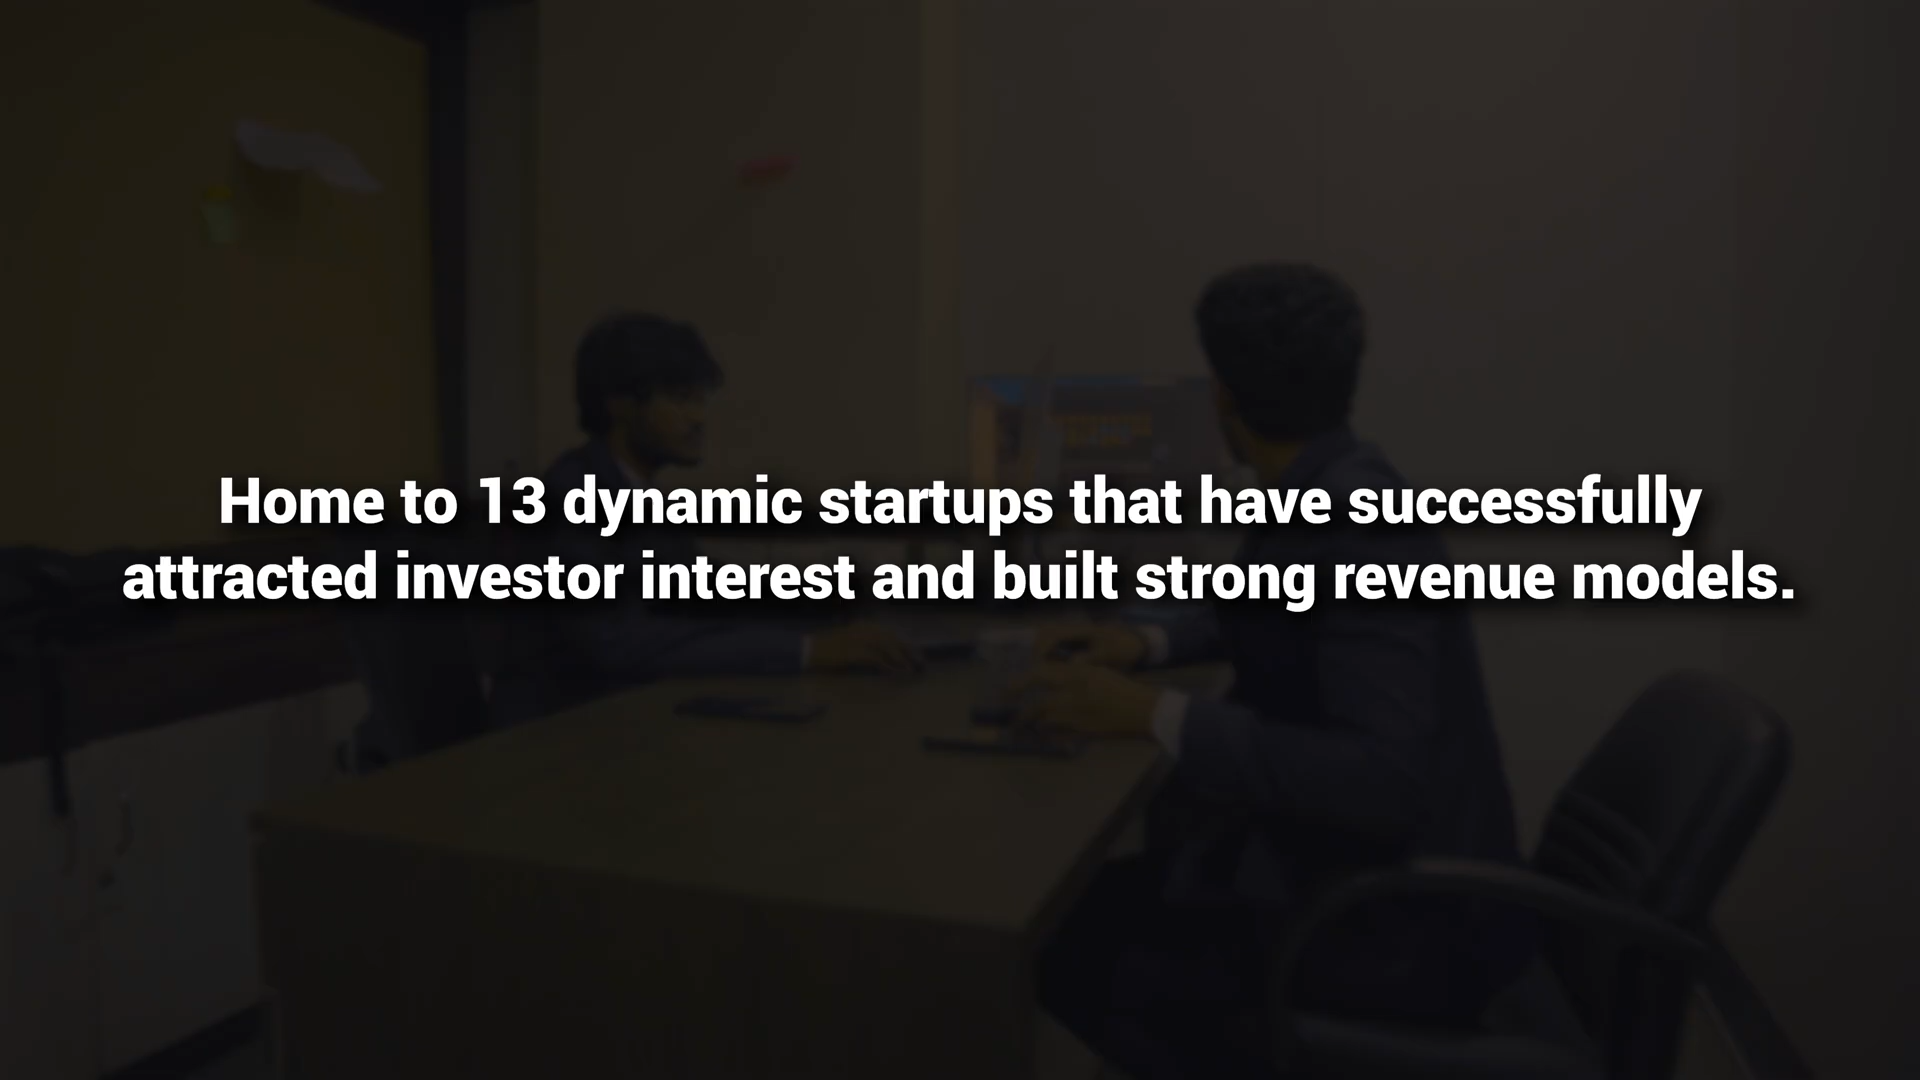 Home to 13 dynamic startups that have successfully
attracted investor interest and built strong revenue models.